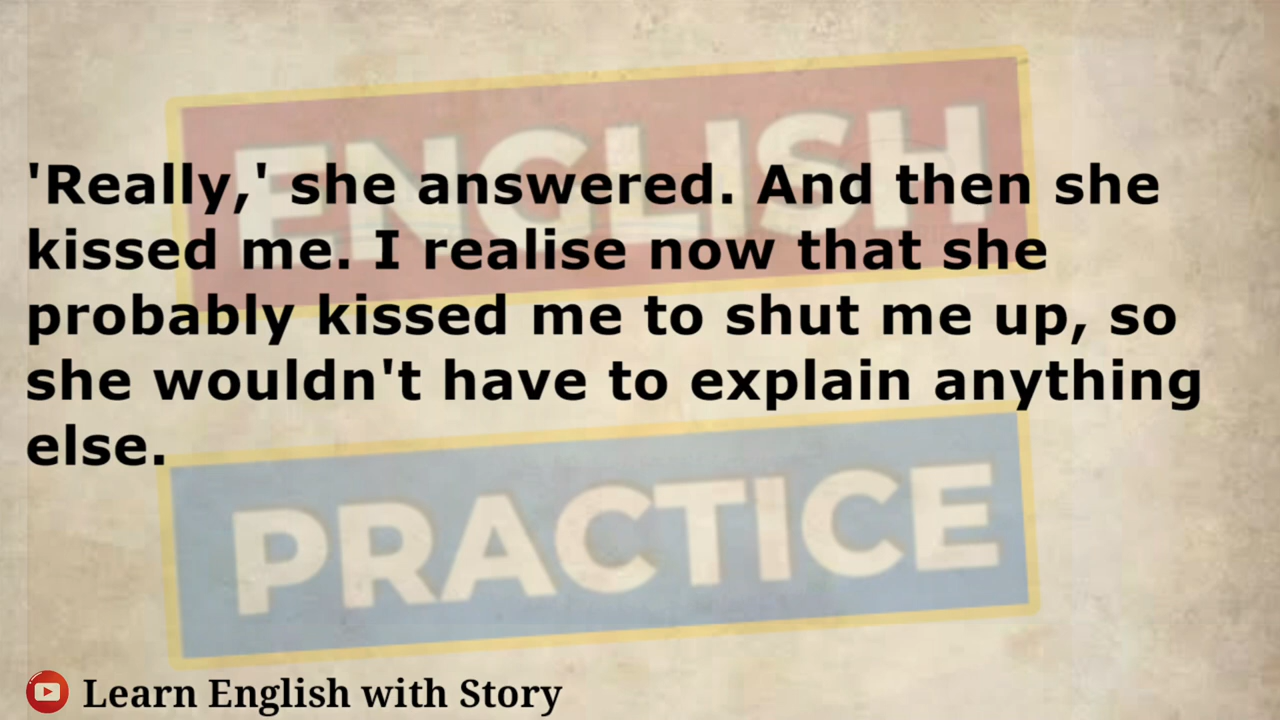 'Really,' she answered. And then she
kissed me. I realise now that she
probably kissed me to shut me up, so
she wouldn't have to explain anything
else.
ENGLISH
PRACTICE
Learn English with Story